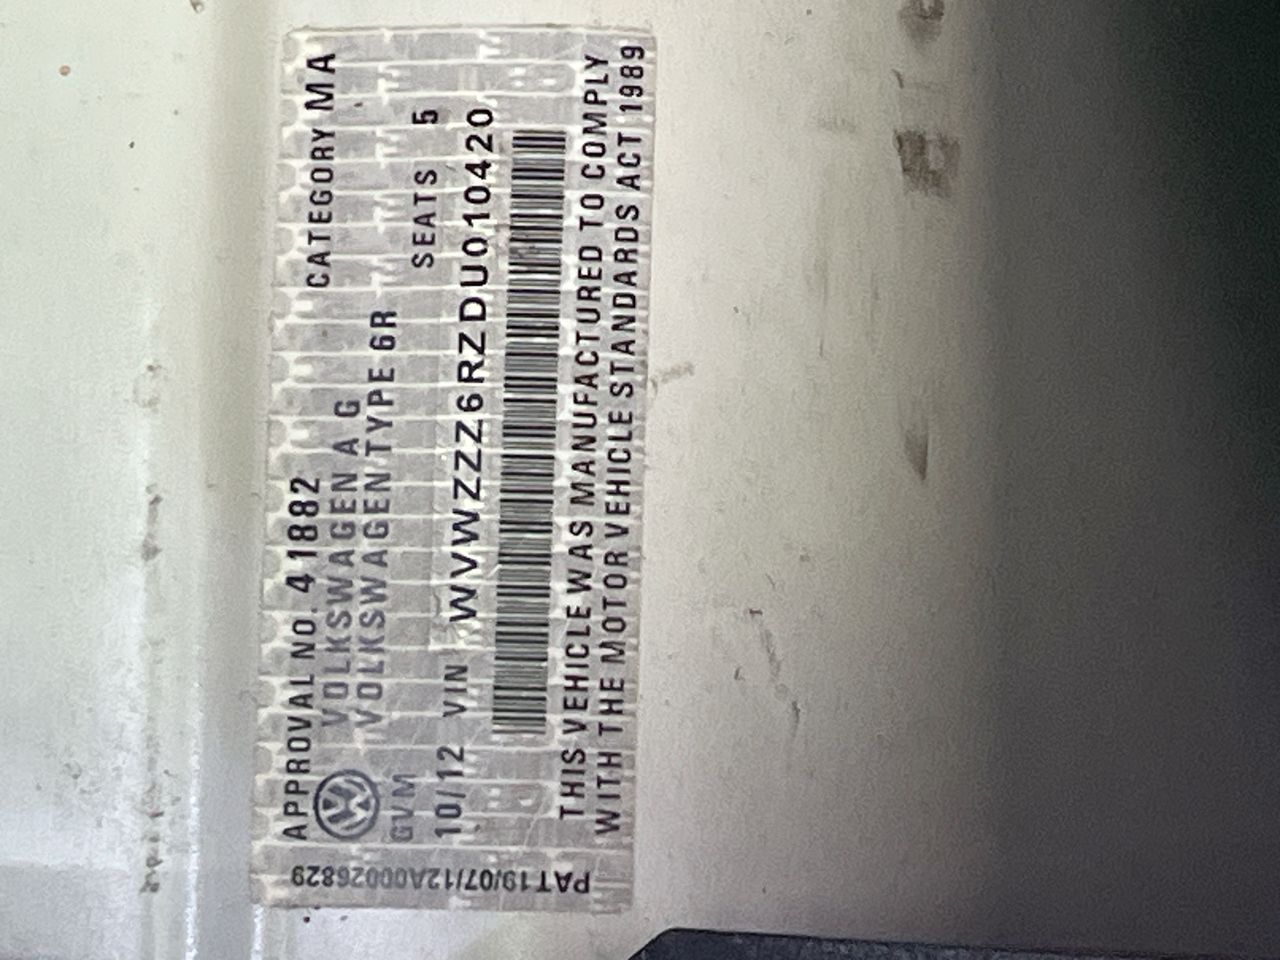 APPROVAL NO. 41882 CATEGORY MA
VOLKSWAGEN A G
VOLKSWAGEN TYPE 6R
GVM SEATS 5
10/12 VIN WVWZZZ6RZDU010420
THIS VEHICLE WAS MANUFACTURED TO COMPLY
WITH THE MOTOR VEHICLE STANDARDS ACT 1989
PAT19/07/12A00026829